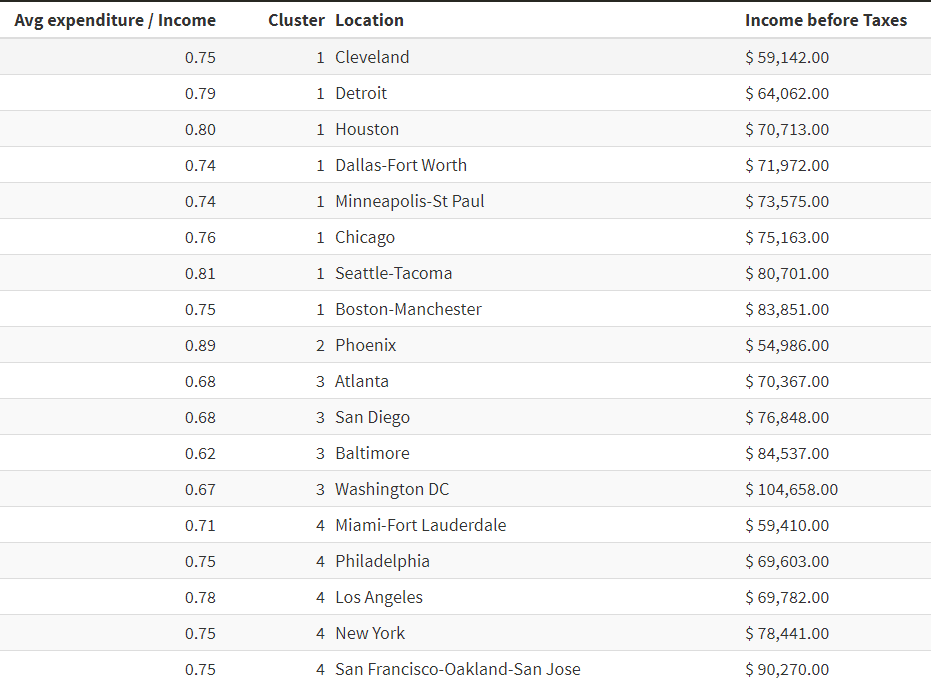 Avg expenditure / Income Cluster Location Income before Taxes
0.75 1 Cleveland $ 59,142.00
0.79 1 Detroit $ 64,062.00
0.80 1 Houston $ 70,713.00
0.74 1 Dallas-Fort Worth $ 71,972.00
0.74 1 Minneapolis-St Paul $ 73,575.00
0.76 1 Chicago $ 75,163.00
0.81 1 Seattle-Tacoma $ 80,701.00
0.75 1 Boston-Manchester $ 83,851.00
0.89 2 Phoenix $ 54,986.00
0.68 3 Atlanta $ 70,367.00
0.68 3 San Diego $ 76,848.00
0.62 3 Baltimore $ 84,537.00
0.67 3 Washington DC $ 104,658.00
0.71 4 Miami-Fort Lauderdale $ 59,410.00
0.75 4 Philadelphia $ 69,603.00
0.78 4 Los Angeles $ 69,782.00
0.75 4 New York $ 78,441.00
0.75 4 San Francisco-Oakland-San Jose $ 90,270.00